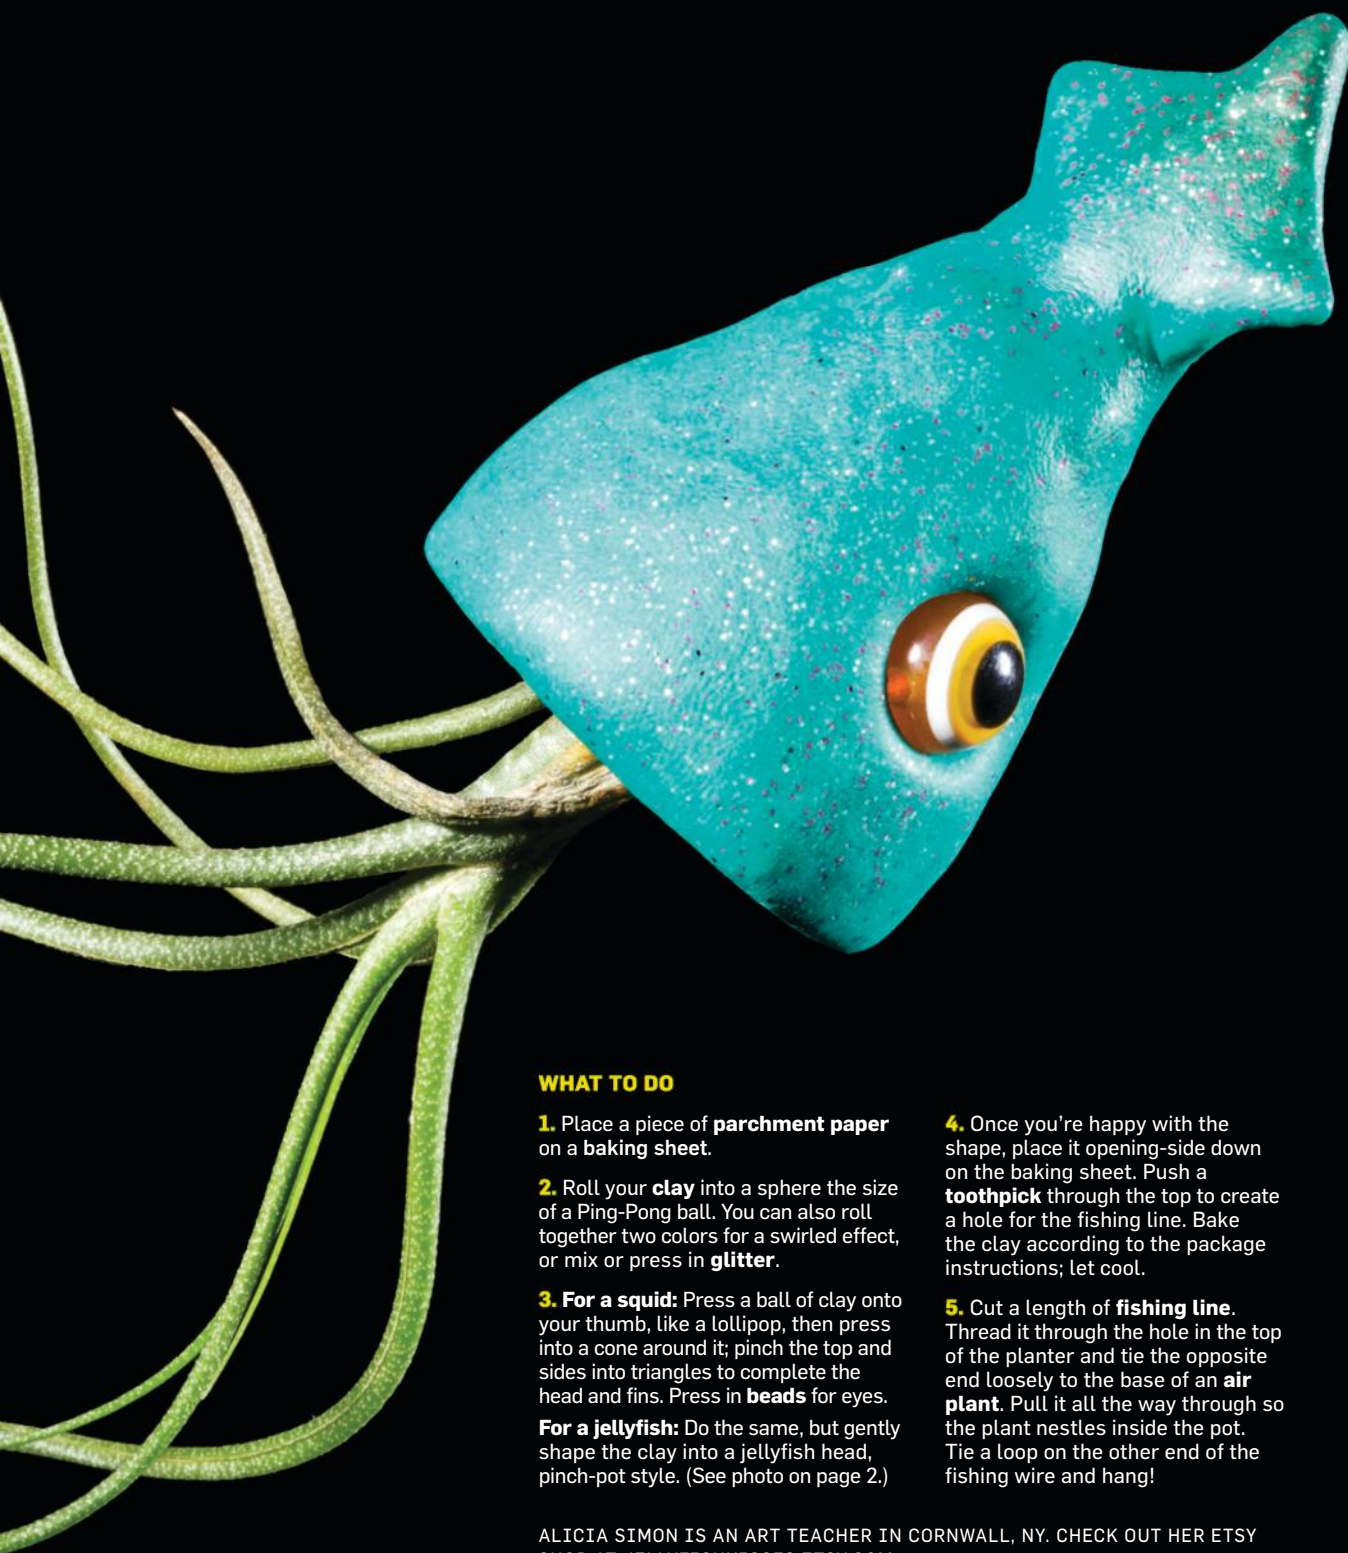 WHAT TO DO
1. Place a piece of parchment paper
on a baking sheet.
2. Roll your clay into a sphere the size
of a Ping-Pong ball. You can also roll
together two colors for a swirled effect,
or mix or press in glitter.
3. For a squid: Press a ball of clay onto
your thumb, like a lollipop, then press
into a cone around it; pinch the top and
sides into triangles to complete the
head and fins. Press in beads for eyes.
For a jellyfish: Do the same, but gently
shape the clay into a jellyfish head,
pinch-pot style. (See photo on page 2.)
4. Once you’re happy with the
shape, place it opening-side down
on the baking sheet. Push a
toothpick through the top to create
a hole for the fishing line. Bake
the clay according to the package
instructions; let cool.
5. Cut a length of fishing line.
Thread it through the hole in the top
of the planter and tie the opposite
end loosely to the base of an air
plant. Pull it all the way through so
the plant nestles inside the pot.
Tie a loop on the other end of the
fishing wire and hang!
ALICIA SIMON IS AN ART TEACHER IN CORNWALL, NY. CHECK OUT HER ETSY